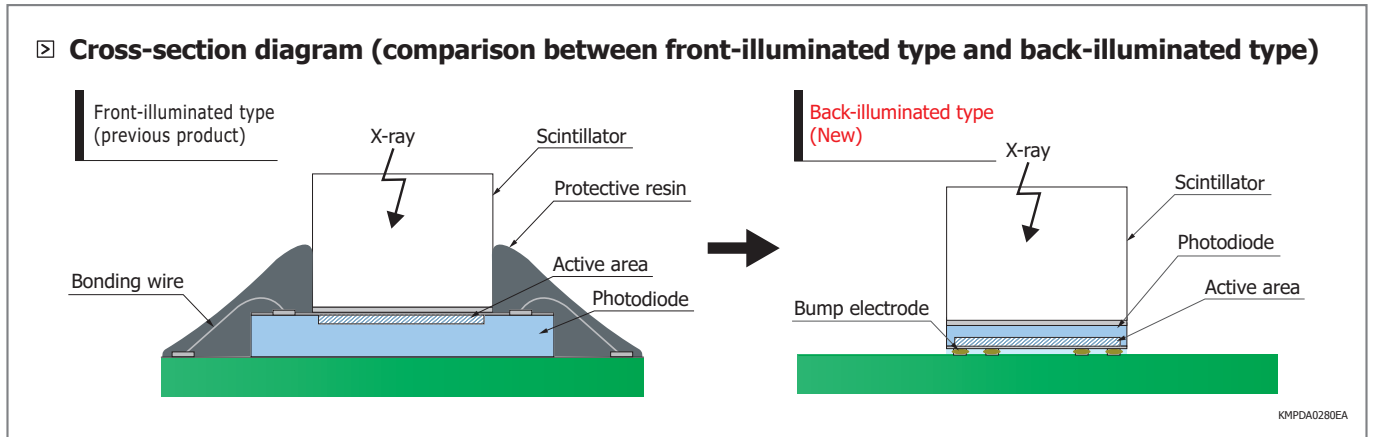 Cross-section diagram (comparison between front-illuminated type and back-illuminated type)
Front-illuminated type
(previous product)
X-ray
Scintillator
Protective resin
Bonding wire
Active area
Photodiode
Back-illuminated type
(New)
X-ray
Scintillator
Photodiode
Active area
Bump electrode
KMPDA0280EA